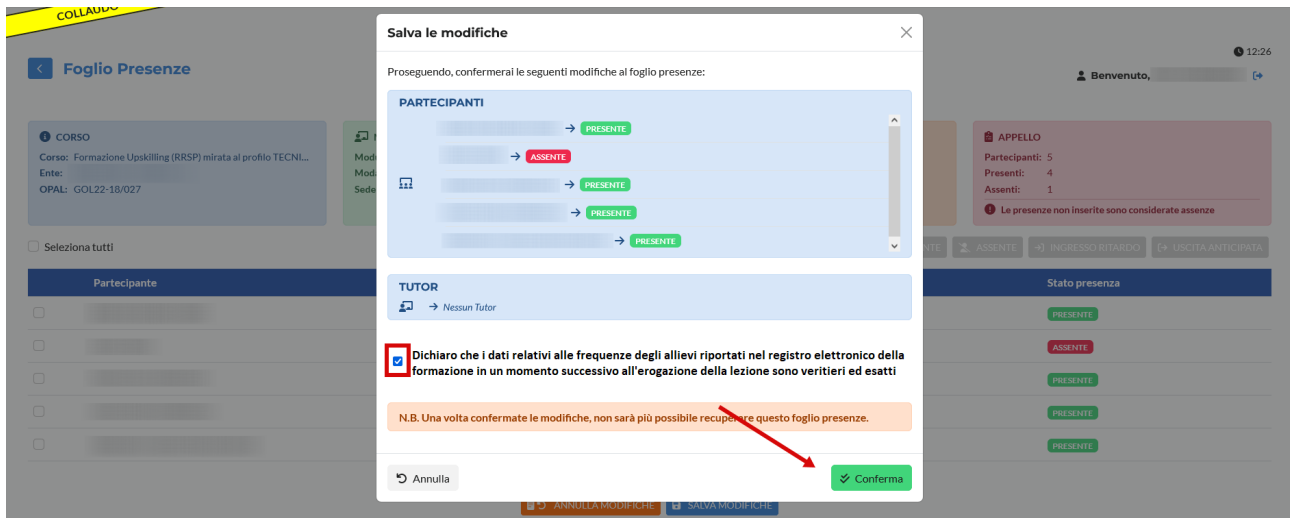 COLLAUDO
Salva le modifiche
12:26
Foglio Presenze
Benvenuto,
Proseguendo, confermerai le seguenti modifiche al foglio presenze:
PARTECIPANTI
→ PRESENTE
→ ASSENTE
→ PRESENTE
→ PRESENTE
→ PRESENTE
CORSO
Corso: Formazione Upskilling (RRSP) mirata al profilo TECNI...
Ente:
OPAL: GOL22-18/027
Sede
APPELLO
Partecipanti: 5
Presenti: 4
Assenti: 1
Le presenze non inserite sono considerate assenze
Seleziona tutti
ASSENTE
INGRESSO RITARDO
USCITA ANTICIPATA
Partecipante
Stato presenza
TUTOR
→ Nessun Tutor
PRESENTE
ASSENTE
PRESENTE
PRESENTE
PRESENTE
Dichiaro che i dati relativi alle frequenze degli allievi riportati nel registro elettronico della
formazione in un momento successivo all'erogazione della lezione sono veritieri ed esatti
N.B. Una volta confermate le modifiche, non sarà più possibile recuperare questo foglio presenze.
Annulla
Conferma
ANNULLA MODIFICHE
SALVA MODIFICHE